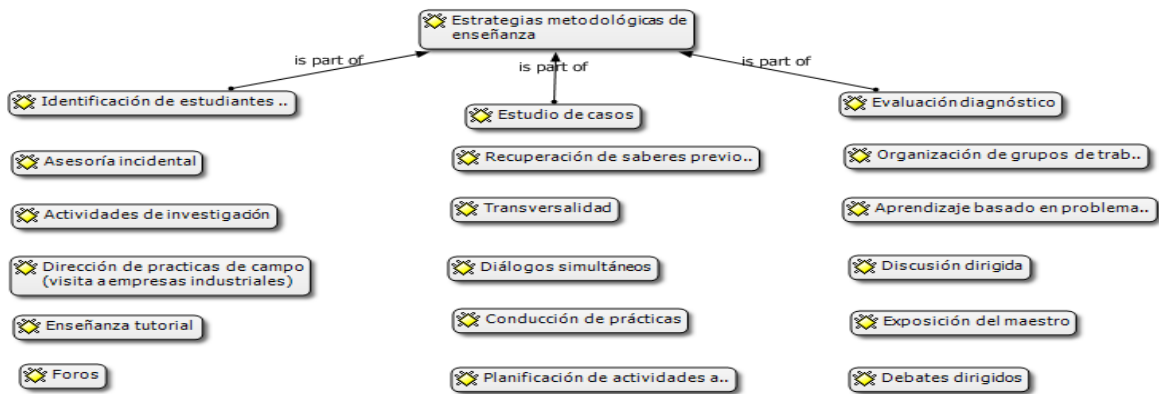 Estrategias metodológicas de
enseñanza
is part of
is part of
is part of
Identificación de estudiantes ..
Asesoría incidental
Actividades de investigación
Dirección de practicas de campo
(visita a empresas industriales)
Enseñanza tutorial
Foros
Estudio de casos
Recuperación de saberes previo..
Transversalidad
Diálogos simultáneos
Conducción de prácticas
Planificación de actividades a..
Evaluación diagnóstico
Organización de grupos de trab..
Aprendizaje basado en problema..
Discusión dirigida
Exposición del maestro
Debates dirigidos